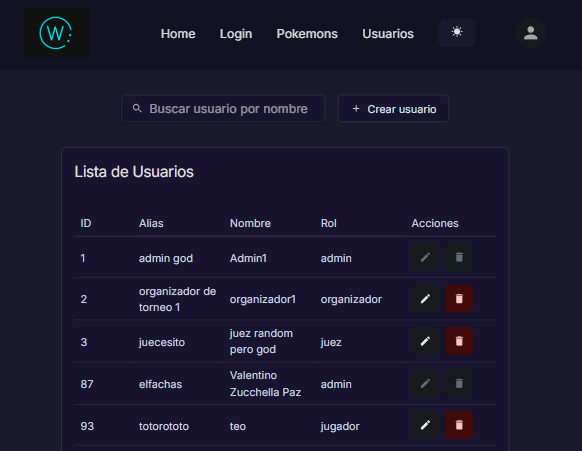 W
Home Login Pokemons Usuarios
Buscar usuario por nombre + Crear usuario
Lista de Usuarios
ID Alias Nombre Rol Acciones
1 admin god Admin1 admin
2 organizador de torneo 1 organizador1 organizador
3 juecesito juez random pero god juez
87 elfachas Valentino Zucchella Paz admin
93 totorototo teo jugador